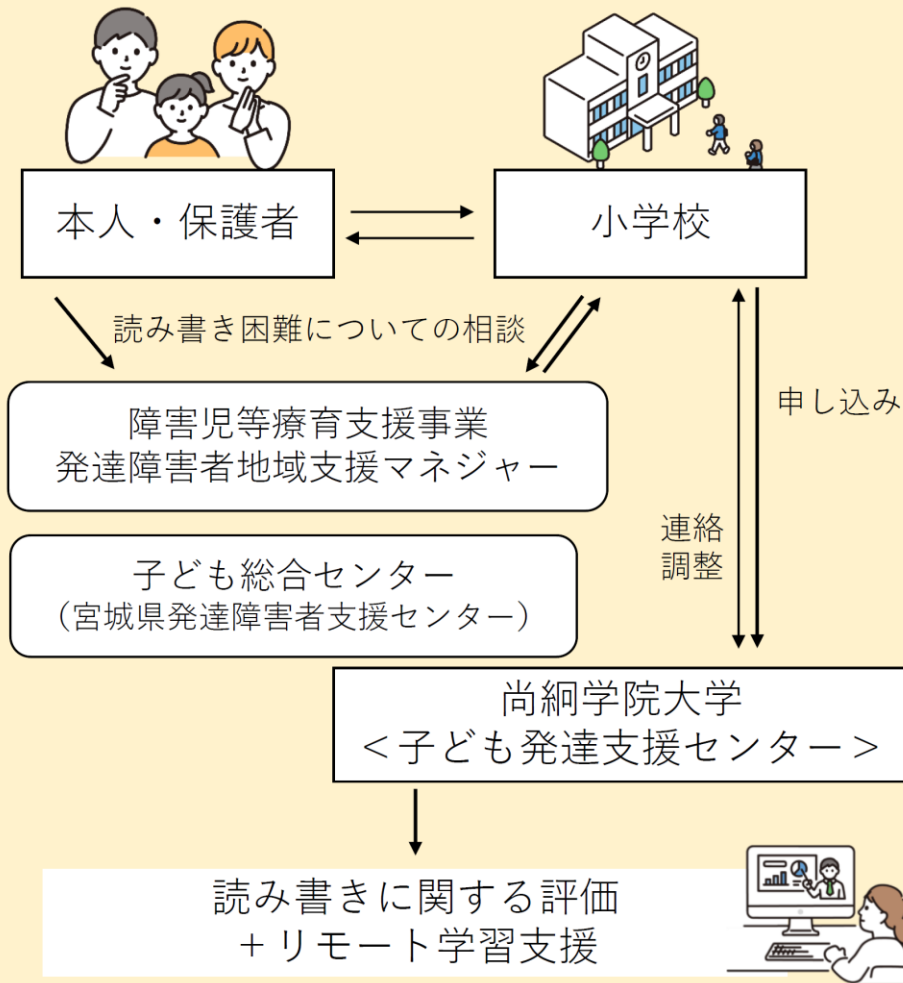 本人・保護者
小学校
読み書き困難についての相談
障害児等療育支援事業
発達障害者地域支援マネジャー
申し込み
連絡
調整
子ども総合センター
（宮城県発達障害者支援センター）
尚絅学院大学
＜子ども発達支援センター＞
読み書きに関する評価
＋リモート学習支援